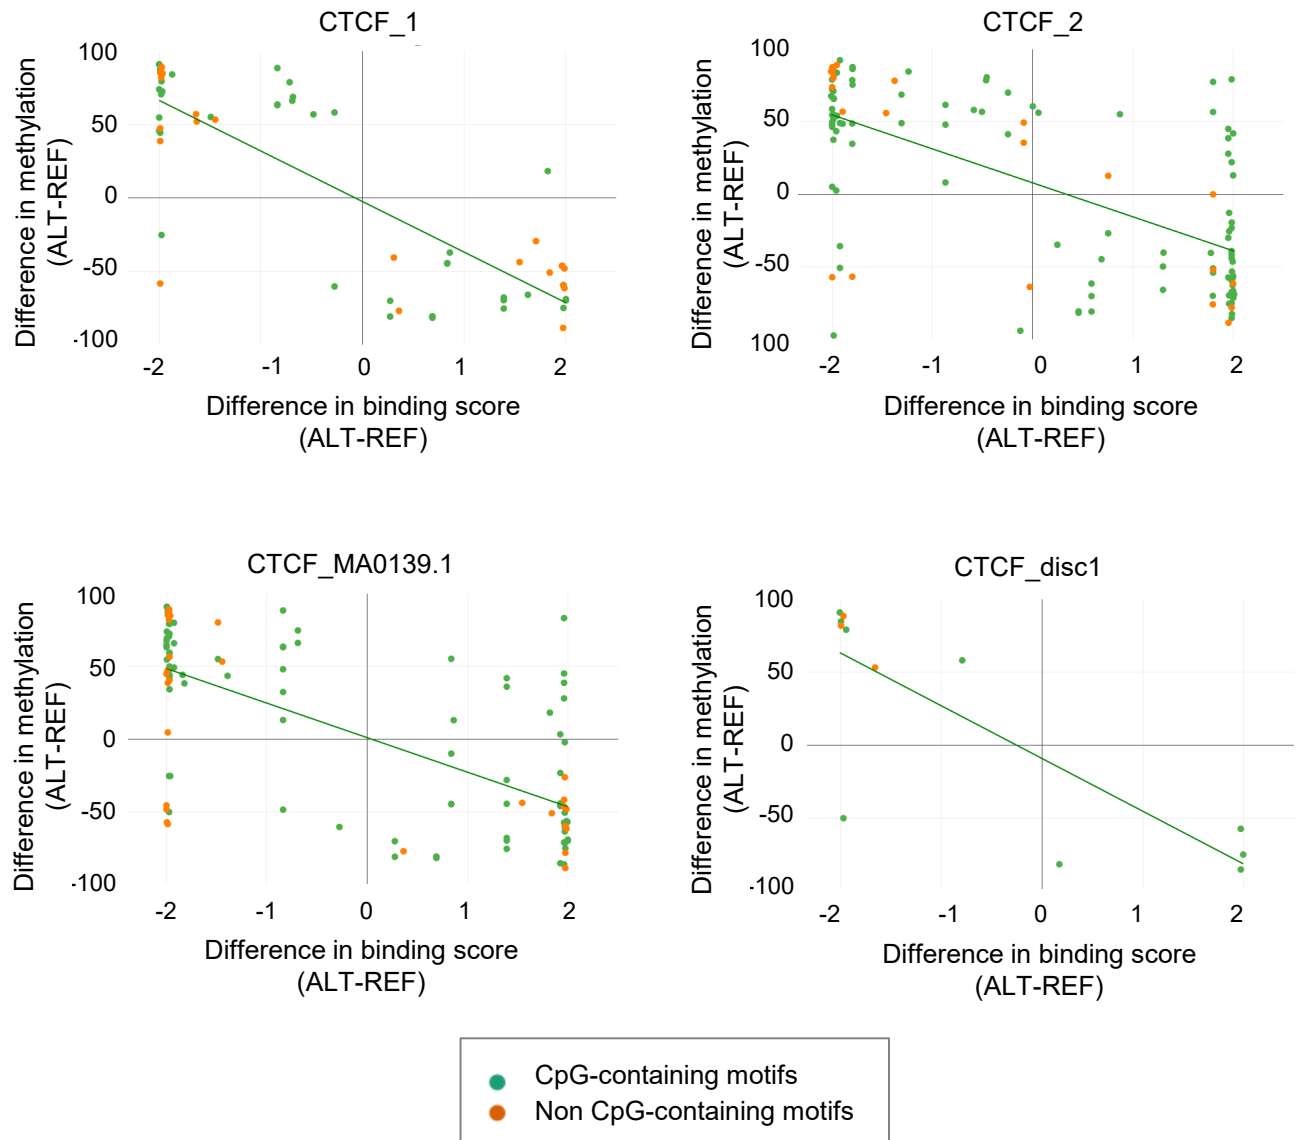 CTCF_1
Difference in methylation
(ALT-REF)
100
50
0
-50
-100
-2
-1
0
1
2
Difference in binding score
(ALT-REF)
CTCF_2
Difference in methylation
(ALT-REF)
100
50
0
-50
100
-2
-1
0
1
2
Difference in binding score
(ALT-REF)
CTCF_MA0139.1
Difference in methylation
(ALT-REF)
100
50
0
-50
-100
-2
-1
0
1
2
Difference in binding score
(ALT-REF)
CTCF_disc1
Difference in methylation
(ALT-REF)
100
50
0
-50
-100
-2
-1
0
1
2
Difference in binding score
(ALT-REF)
CpG-containing motifs
Non CpG-containing motifs